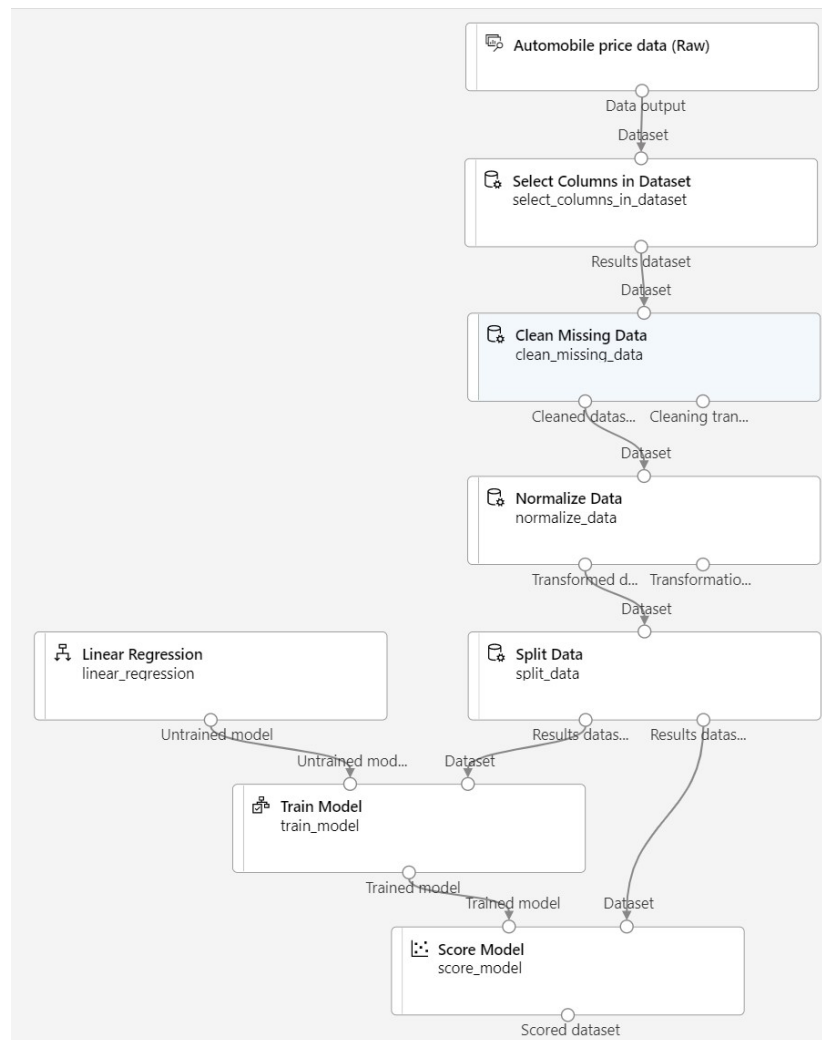 Automobile price data (Raw)
Data output
Dataset
Select Columns in Dataset
select_columns_in_dataset
Results dataset
Dataset
Clean Missing Data
clean_missing_data
Cleaned datas... Cleaning tran...
Dataset
Normalize Data
normalize_data
Transformed d... Transformatio...
Dataset
Linear Regression
linear_regression
Split Data
split_data
Untrained model
Results datas... Results datas...
Untrained mod... Dataset
Train Model
train_model
Trained model
Trained model Dataset
Score Model
score_model
Scored dataset